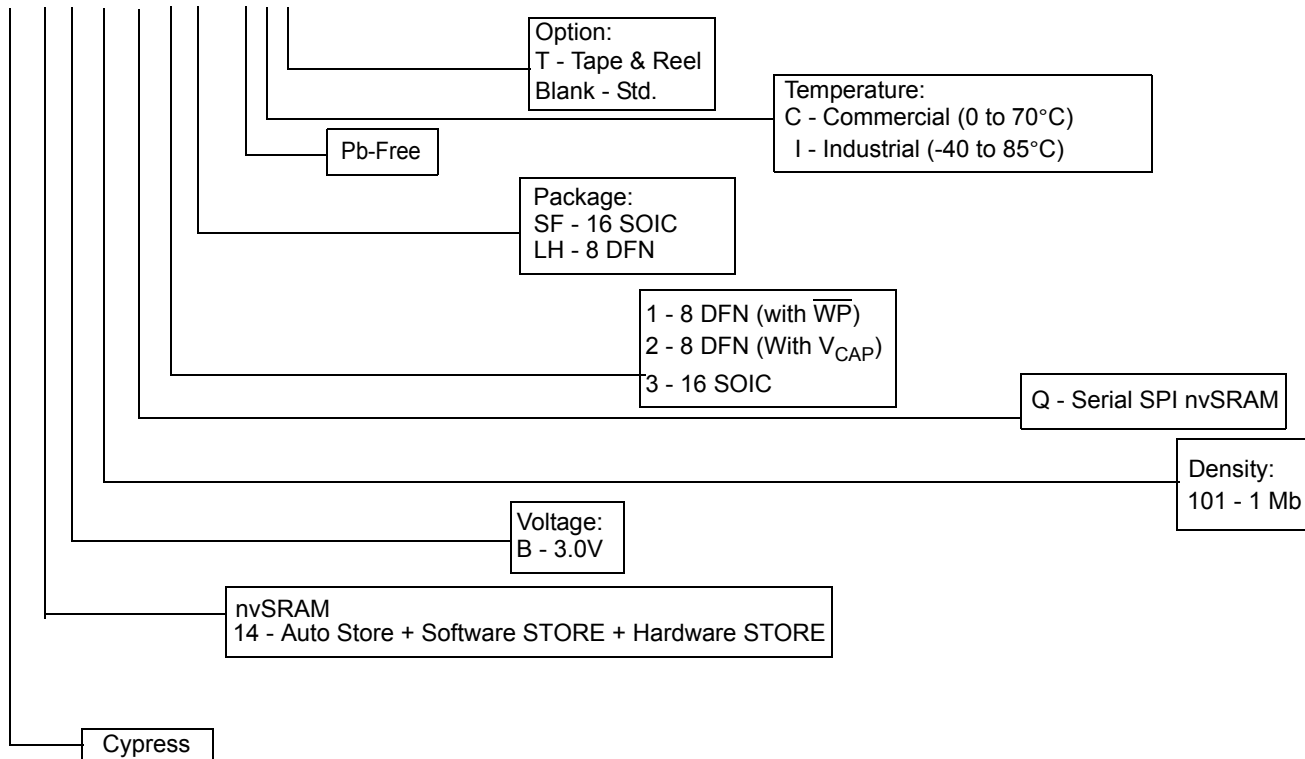 Option:
T - Tape & Reel
Blank - Std.
Temperature:
C - Commercial (0 to 70°C)
I - Industrial (-40 to 85°C)
Pb-Free
Package:
SF - 16 SOIC
LH - 8 DFN
1 - 8 DFN (with W̅P̅)
2 - 8 DFN (With VCAP)
3 - 16 SOIC
Q - Serial SPI nvSRAM
Density:
101 - 1 Mb
Voltage:
B - 3.0V
nvSRAM
14 - Auto Store + Software STORE + Hardware STORE
Cypress